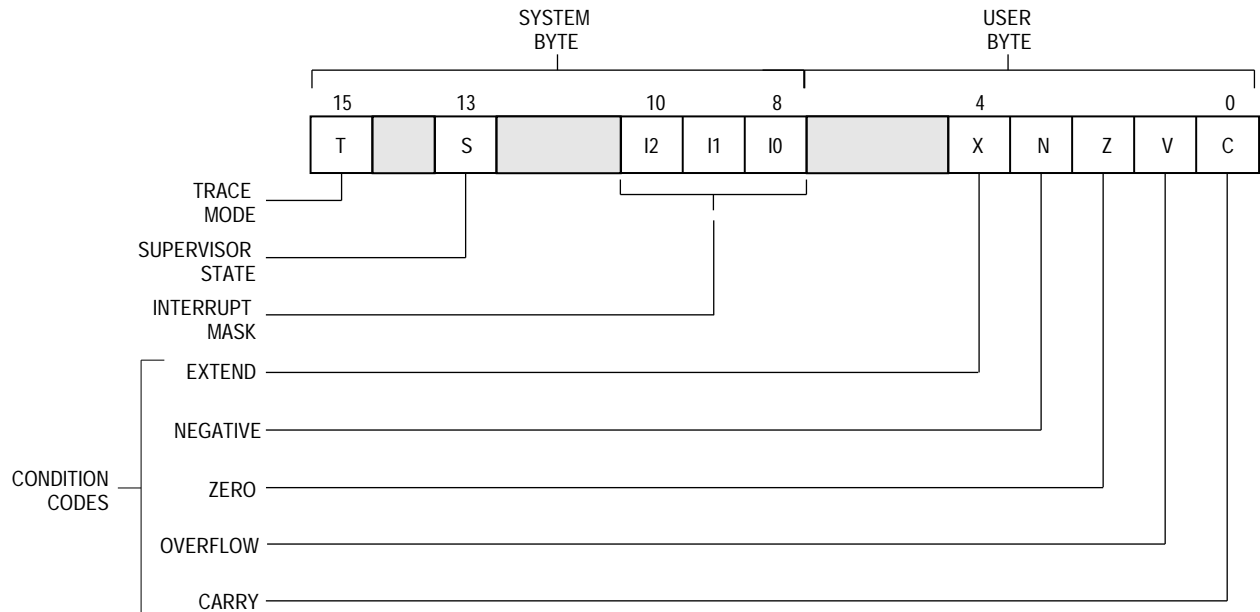 SYSTEM
BYTE
USER
BYTE
15 13 10 8 4 0
T S I2 I1 I0 X N Z V C
TRACE
MODE
SUPERVISOR
STATE
INTERRUPT
MASK
EXTEND
NEGATIVE
CONDITION
CODES
ZERO
OVERFLOW
CARRY